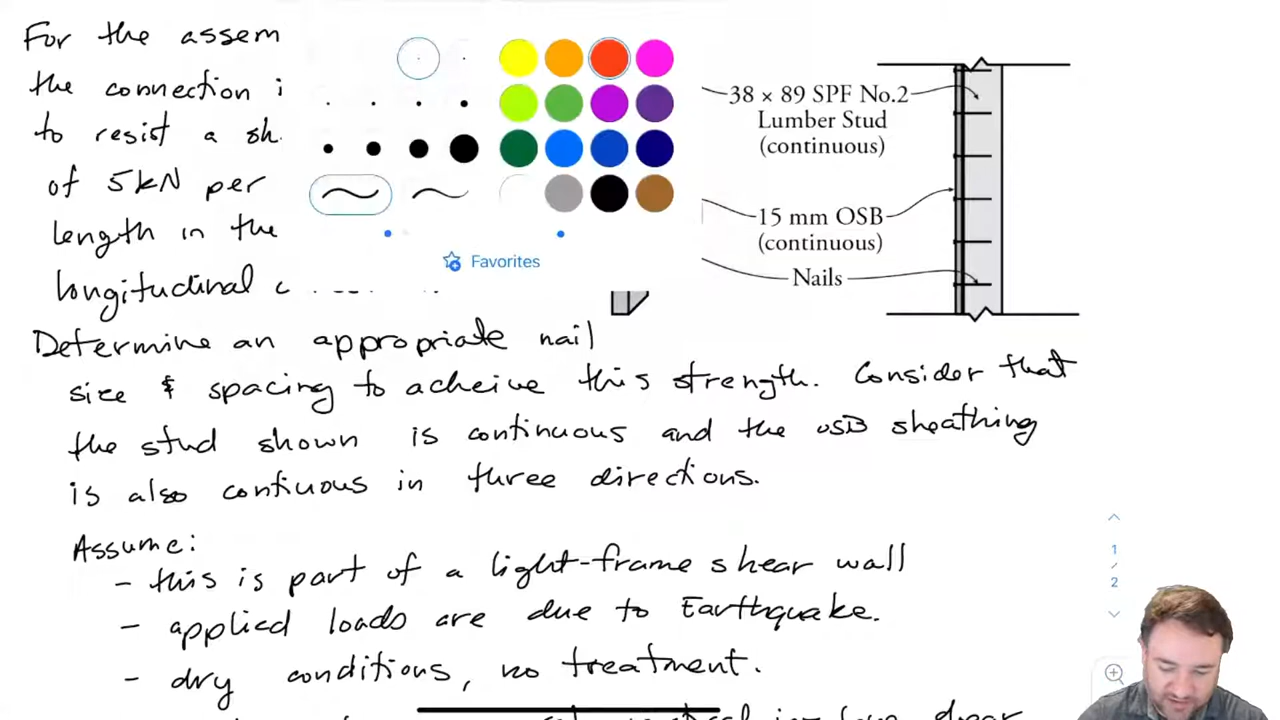 For the assem
the connection i
to resist a sh
of 5kN per
length in the
longitudinal
Favorites
38 × 89 SPF No.2
Lumber Stud
(continuous)
15 mm OSB
(continuous)
Nails
Determine an appropriate nail
size & spacing to acheive this strength. Consider that
the stud shown is continuous and the OSB sheathing
is also contiuous in three directions.
Assume:
- this is part of a light-frame shear wall
- applied loads are due to Earthquake.
- dry conditions, no treatment.
shear
1
/
2